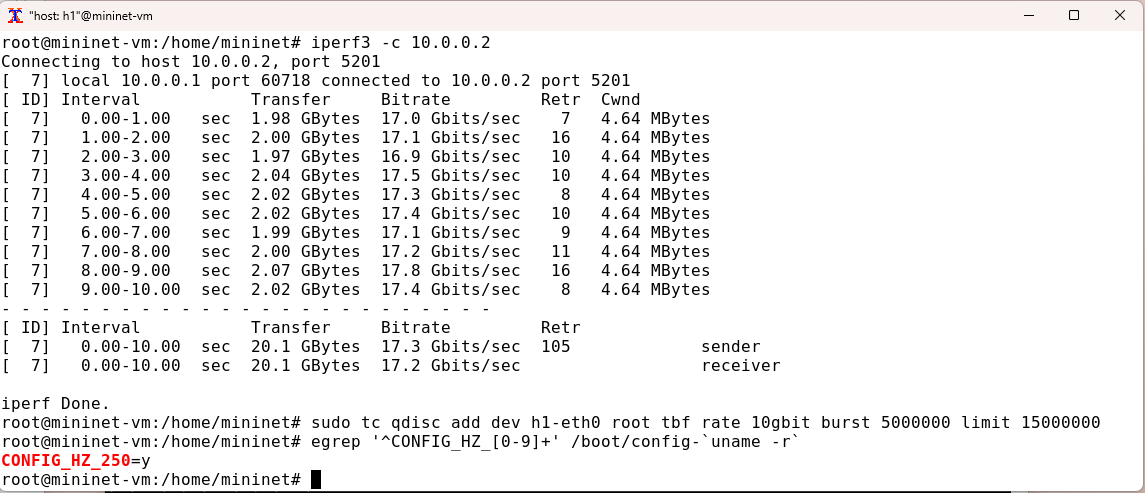 "host: h1"@mininet-vm
root@mininet-vm:/home/mininet# iperf3 -c 10.0.0.2
Connecting to host 10.0.0.2, port 5201
[  7] local 10.0.0.1 port 60718 connected to 10.0.0.2 port 5201
[ ID] Interval           Transfer     Bitrate         Retr  Cwnd
[  7]   0.00-1.00   sec  1.98 GBytes  17.0 Gbits/sec    7   4.64 MBytes
[  7]   1.00-2.00   sec  2.00 GBytes  17.1 Gbits/sec   16   4.64 MBytes
[  7]   2.00-3.00   sec  1.97 GBytes  16.9 Gbits/sec   10   4.64 MBytes
[  7]   3.00-4.00   sec  2.04 GBytes  17.5 Gbits/sec   10   4.64 MBytes
[  7]   4.00-5.00   sec  2.02 GBytes  17.3 Gbits/sec    8   4.64 MBytes
[  7]   5.00-6.00   sec  2.02 GBytes  17.4 Gbits/sec   10   4.64 MBytes
[  7]   6.00-7.00   sec  1.99 GBytes  17.1 Gbits/sec    9   4.64 MBytes
[  7]   7.00-8.00   sec  2.00 GBytes  17.2 Gbits/sec   11   4.64 MBytes
[  7]   8.00-9.00   sec  2.07 GBytes  17.8 Gbits/sec   16   4.64 MBytes
[  7]   9.00-10.00  sec  2.02 GBytes  17.4 Gbits/sec    8   4.64 MBytes
- - - - - - - - - - - - - - - - - - - - - - - - -
[ ID] Interval           Transfer     Bitrate         Retr
[  7]   0.00-10.00  sec  20.1 GBytes  17.3 Gbits/sec  105             sender
[  7]   0.00-10.00  sec  20.1 GBytes  17.2 Gbits/sec                  receiver
iperf Done.
root@mininet-vm:/home/mininet# sudo tc qdisc add dev h1-eth0 root tbf rate 10gbit burst 5000000 limit 15000000
root@mininet-vm:/home/mininet# egrep '^CONFIG_HZ_[0-9]+' /boot/config-`uname -r`
CONFIG_HZ_250=y
root@mininet-vm:/home/mininet#